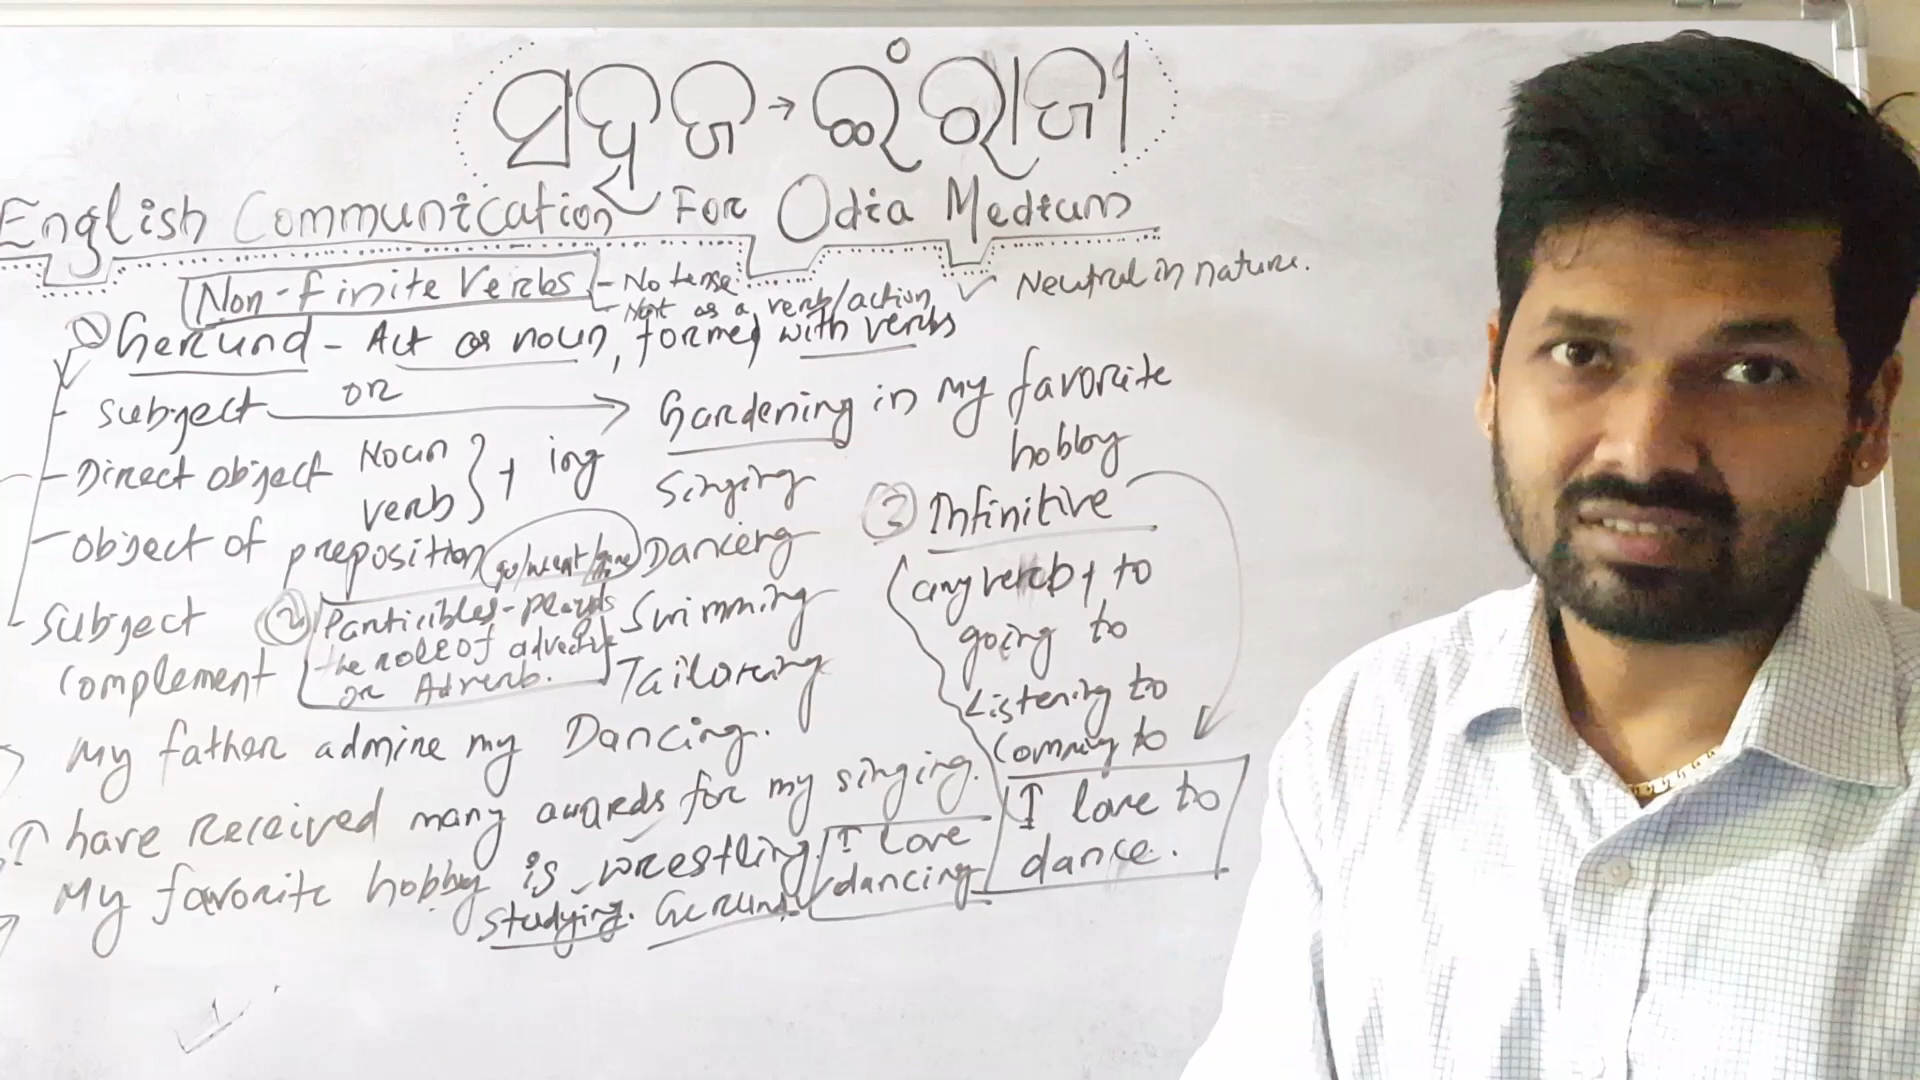 ସହଜ → ଇଂରାଜୀ
English Communication For Odia Medium
Non-finite Verbs - No tense
- Not as a verb/action
✓ Neutral in nature.
① Gerund - Act as noun, formed with verbs
- Subject or → Gardening in my favorite hobby
- Direct object Noun verb } + ing Singing
- object of preposition Dancing
Subject complement
Swimming
Tailoring
② Participles - plays
the role of
or Adverb.
Infinitive
any verb + to
going to
Listening to
Coming to
I love to dance.
My father admire my Dancing.
I have Received many awards for my singing.
My favorite hobby is wrestling
studying. Gerund
I love dancing